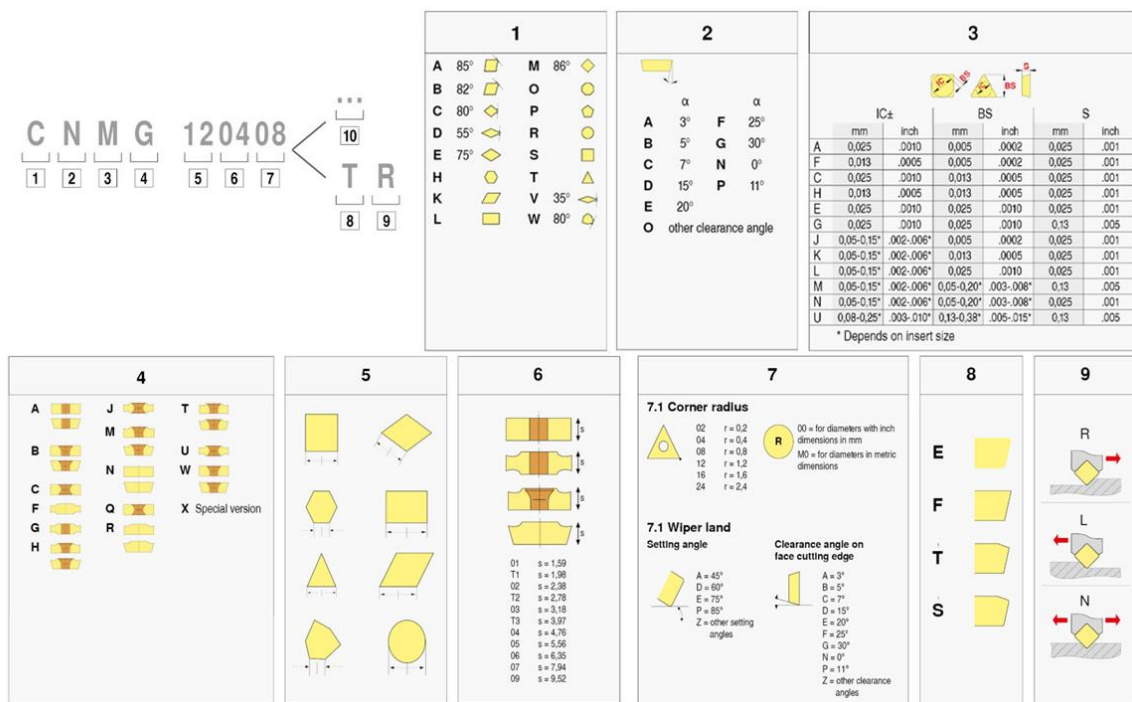 C N M G 12 04 08
1 2 3 4 5 6 7
...
10
T R
8 9
1
A 85° M 86°
B 82° O
C 80° P
D 55° R
E 75° S
H T
K V 35°
L W 80°
2
α α
A 3° F 25°
B 5° G 30°
C 7° N 0°
D 15° P 11°
E 20°
O other clearance angle
3
IC BS IC BS S
IC± BS S
mm inch mm inch mm inch
A 0,025 .0010 0,005 .0002 0,025 .001
F 0,013 .0005 0,005 .0002 0,025 .001
C 0,025 .0010 0,013 .0005 0,025 .001
H 0,013 .0005 0,013 .0005 0,025 .001
E 0,025 .0010 0,025 .0010 0,025 .001
G 0,025 .0010 0,025 .0010 0,13 .005
J 0,05-0,15* .002-.006* 0,005 .0002 0,025 .001
K 0,05-0,15* .002-.006* 0,013 .0005 0,025 .001
L 0,05-0,15* .002-.006* 0,025 .0010 0,025 .001
M 0,05-0,15* .002-.006* 0,05-0,20* .003-.008* 0,13 .005
N 0,05-0,15* .002-.006* 0,05-0,20* .003-.008* 0,025 .001
U 0,08-0,25* .003-.010* 0,13-0,38* .005-.015* 0,13 .005
* Depends on insert size
4
A J T
M
B U
N W
C
F Q X Special version
G R
H
5
6
s
s
s
s
01 s = 1,59
T1 s = 1,98
02 s = 2,38
T2 s = 2,78
03 s = 3,18
T3 s = 3,97
04 s = 4,76
05 s = 5,56
06 s = 6,35
07 s = 7,94
09 s = 9,52
7
7.1 Corner radius
02 r = 0,2
04 r = 0,4
08 r = 0,8
12 r = 1,2
16 r = 1,6
24 r = 2,4
R
00 = for diameters with inch
dimensions in mm
M0 = for diameters in metric
dimensions
7.1 Wiper land
Setting angle
A = 45°
D = 60°
E = 75°
P = 85°
Z = other setting
angles
Clearance angle on
face cutting edge
A = 3°
B = 5°
C = 7°
D = 15°
E = 20°
F = 25°
G = 30°
N = 0°
P = 11°
Z = other clearance
angles
8
E
F
T
S
9
R
L
N